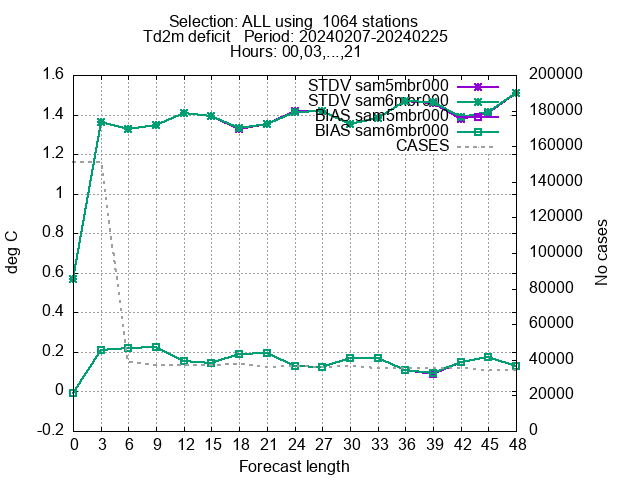 Selection: ALL using  1064 stations
Td2m deficit   Period: 20240207-20240225
Hours: 00,03,...,21
STDV sam5mbr000
STDV sam6mbr000
BIAS sam5mbr000
BIAS sam6mbr000
CASES
1.6
1.4
1.2
1
0.8
0.6
0.4
0.2
0
-0.2
deg C
200000
180000
160000
140000
120000
100000
80000
60000
40000
20000
0
No cases
0 3 6 9 12 15 18 21 24 27 30 33 36 39 42 45 48
Forecast length